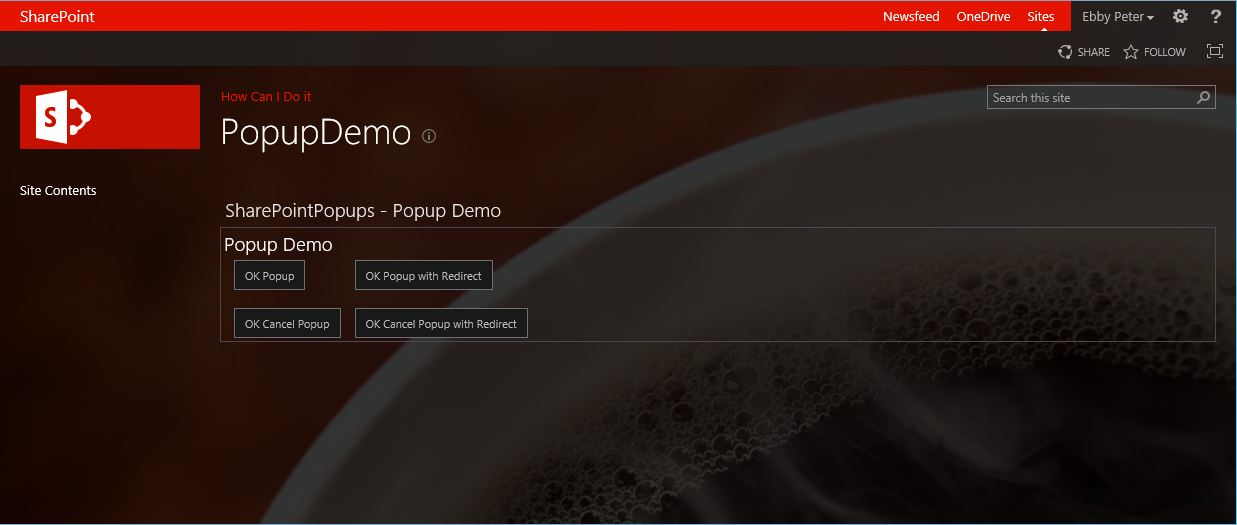 SharePoint Newsfeed OneDrive Sites Ebby Peter ?
SHARE FOLLOW
S
How Can I Do it
Search this site
PopupDemo
Site Contents
SharePointPopups - Popup Demo
Popup Demo
OK Popup OK Popup with Redirect
OK Cancel Popup OK Cancel Popup with Redirect